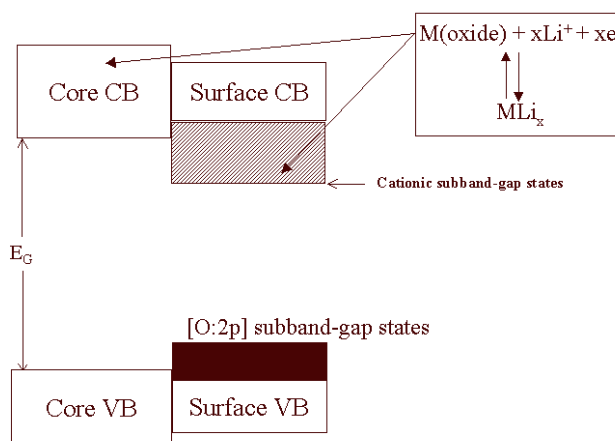 M(oxide) + xLi⁺ + xe
MLiₓ
Core CB
Surface CB
Cationic subband-gap states
E_G
[O:2p] subband-gap states
Core VB
Surface VB